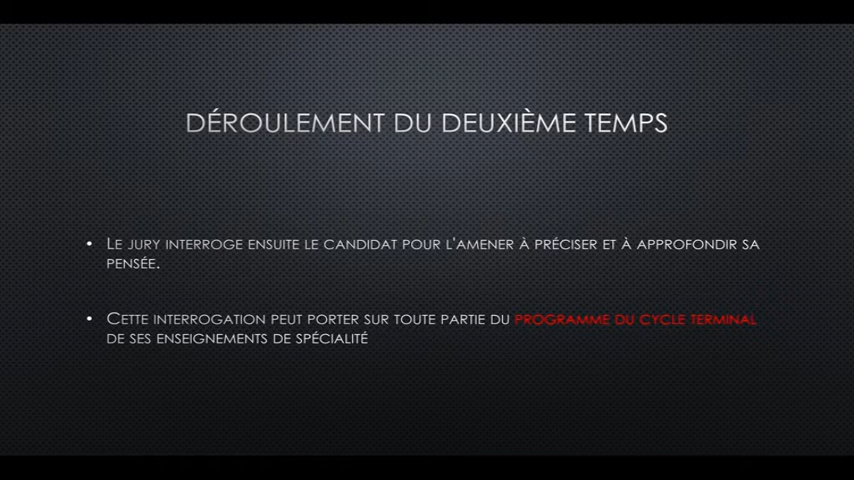 DÉROULEMENT DU DEUXIÈME TEMPS
• LE JURY INTERROGE ENSUITE LE CANDIDAT POUR L'AMENER À PRÉCISER ET À APPROFONDIR SA
PENSÉE.
• CETTE INTERROGATION PEUT PORTER SUR TOUTE PARTIE DU PROGRAMME DU CYCLE TERMINAL
DE SES ENSEIGNEMENTS DE SPÉCIALITÉ